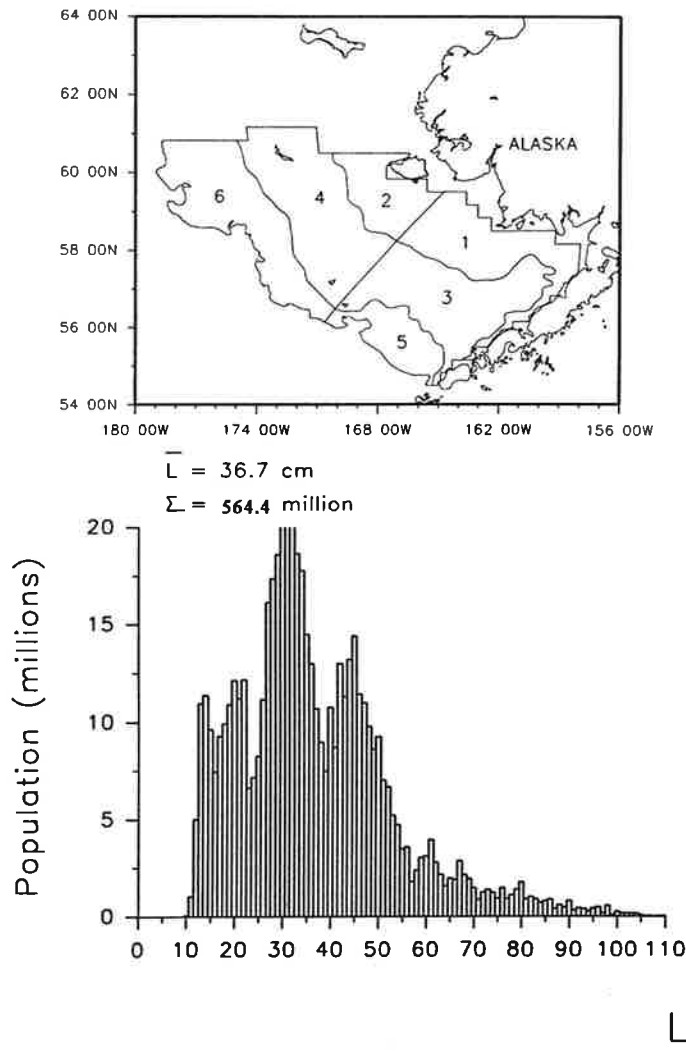 64 00N
62 00N
ALASKA
60 00N
6
4
2
1
58 00N
3
56 00N
5
54 00N
180 00W 174 00W 168 00W 162 00W 156 00W
L = 36.7 cm
Σ = 564.4 million
Population (millions)
20
15
10
5
0
0 10 20 30 40 50 60 70 80 90 100 110
L